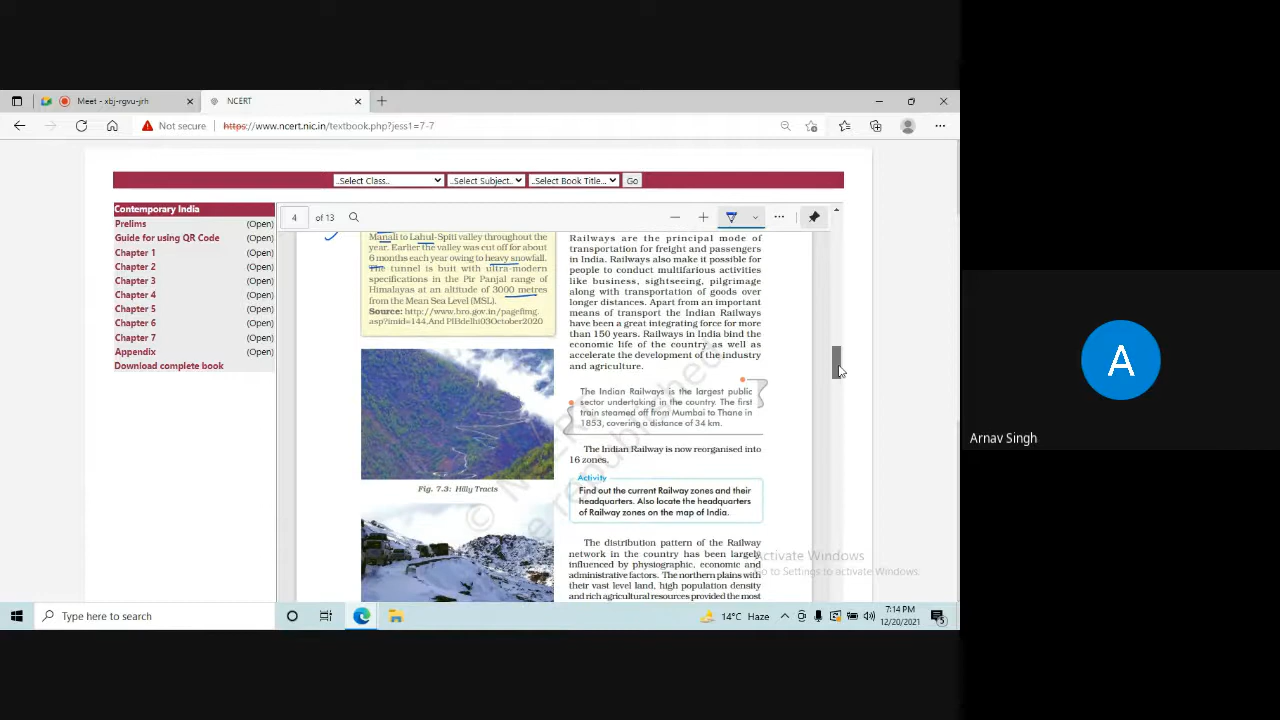 Meet - xbj-rgvu-jrh
NCERT
Not secure
https://www.ncert.nic.in/textbook.php?jess1=7-7
..Select Class..
..Select Subject..
..Select Book Title...
Go
Contemporary India
Prelims (Open)
Guide for using QR Code (Open)
Chapter 1 (Open)
Chapter 2 (Open)
Chapter 3 (Open)
Chapter 4 (Open)
Chapter 5 (Open)
Chapter 6 (Open)
Chapter 7 (Open)
Appendix (Open)
Download complete book
4 of 13
Manali to Lahul-Spiti valley throughout the
year. Earlier the valley was cut off for about
6 months each year owing to heavy snowfall.
The tunnel is buit with ultra-modern
specifications in the Pir Panjal range of
Himalayas at an altitude of 3000 metres
from the Mean Sea Level (MSL).
Source: http://www.bro.gov.in/pagefimg.
asp?imid=144,And PIBdelhi03October2020
Fig. 7.3: Hilly Tracts
Railways are the principal mode of
transportation for freight and passengers
in India. Railways also make it possible for
people to conduct multifarious activities
like business, sightseeing, pilgrimage
along with transportation of goods over
longer distances. Apart from an important
means of transport the Indian Railways
have been a great integrating force for more
than 150 years. Railways in India bind the
economic life of the country as well as
accelerate the development of the industry
and agriculture.
The Indian Railways is the largest public
sector undertaking in the country. The first
train steamed off from Mumbai to Thane in
1853, covering a distance of 34 km.
The Indian Railway is now reorganised into
16 zones.
Activity
Find out the current Railway zones and their
headquarters. Also locate the headquarters
of Railway zones on the map of India.
The distribution pattern of the Railway
network in the country has been largely
influenced by physiographic, economic and
administrative factors. The northern plains with
their vast level land, high population density
and rich agricultural resources provided the most
Activate Windows
Go to Settings to activate Windows.
Type here to search
14°C Haze
7:14 PM
12/20/2021
5
A
Arnav Singh